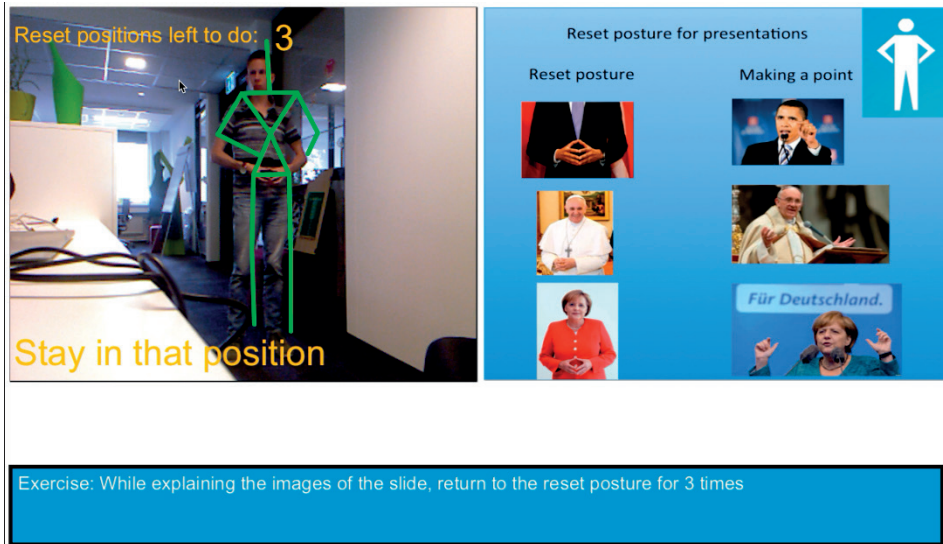 Reset positions left to do: 3
Stay in that position
Reset posture for presentations
Reset posture
Making a point
Für Deutschland.
Exercise: While explaining the images of the slide, return to the reset posture for 3 times